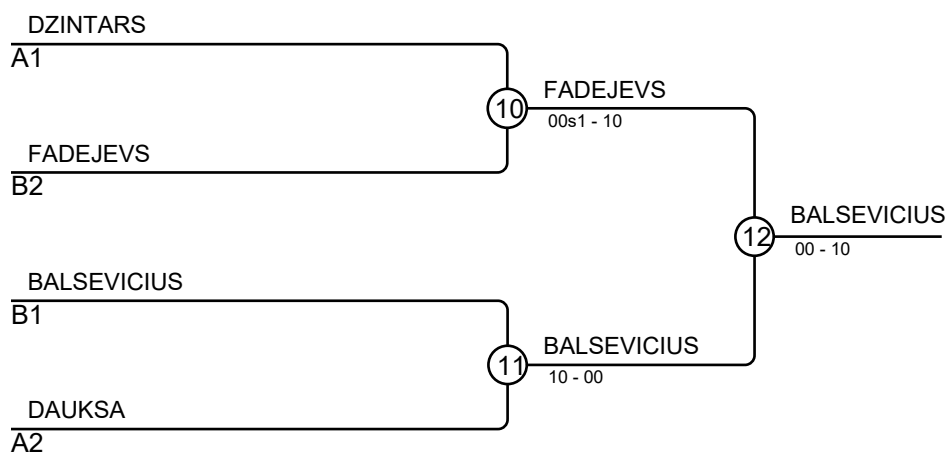 DZINTARS
A1
10
FADEJEVS
00s1 - 10
FADEJEVS
B2
12
BALSEVICIUS
00 - 10
BALSEVICIUS
B1
11
BALSEVICIUS
10 - 00
DAUKSA
A2